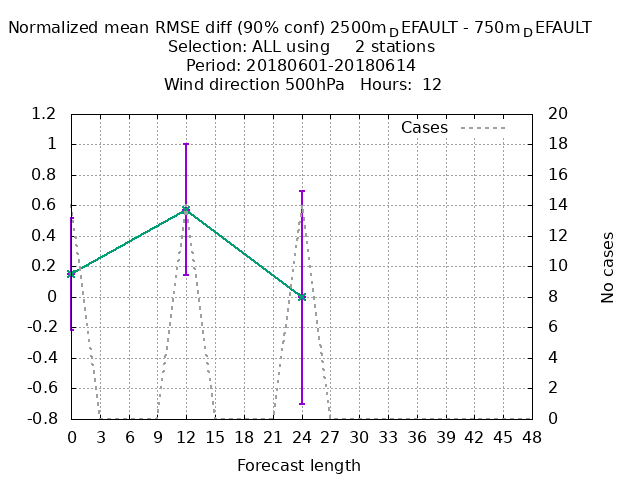 Normalized mean RMSE diff (90% conf) 2500m_DEFAULT - 750m_DEFAULT
Selection: ALL using     2 stations
Period: 20180601-20180614
Wind direction 500hPa   Hours:  12
Cases
1.2
1
0.8
0.6
0.4
0.2
0
-0.2
-0.4
-0.6
-0.8
20
18
16
14
12
10
8
6
4
2
0
No cases
0 3 6 9 12 15 18 21 24 27 30 33 36 39 42 45 48
Forecast length